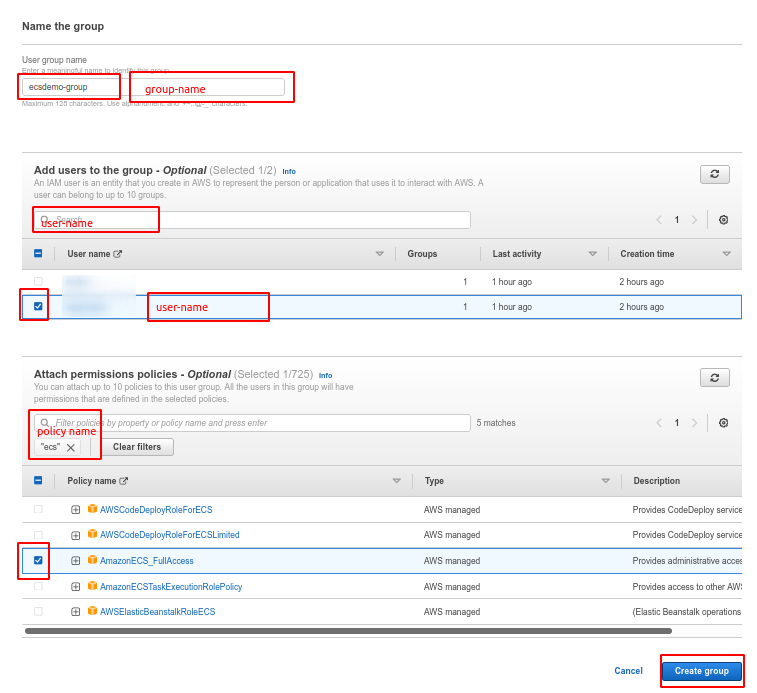 Name the group
User group name
Enter a meaningful name to identify this group.
ecsdemo-group
group-name
Maximum 125 characters. Use alphanumeric and '+=,.@-_' characters.
Add users to the group - Optional (Selected 1/2) Info
An IAM user is an entity that you create in AWS to represent the person or application that uses it to interact with AWS. A
user can belong to up to 10 groups.
Search
user-name
1
User name Groups Last activity Creation time
1 1 hour ago 2 hours ago
user-name 1 1 hour ago 2 hours ago
Attach permissions policies - Optional (Selected 1/725) Info
You can attach up to 10 policies to this user group. All the users in this group will have
permissions that are defined in the selected policies.
Filter policies by property or policy name and press enter 5 matches 1
policy name
"ecs" Clear filters
Policy name Type Description
AWSCodeDeployRoleForECS AWS managed Provides CodeDeploy service
AWSCodeDeployRoleForECSLimited AWS managed Provides CodeDeploy service
AmazonECS_FullAccess AWS managed Provides administrative acces
AmazonECSTaskExecutionRolePolicy AWS managed Provides access to other AWS
AWSElasticBeanstalkRoleECS AWS managed (Elastic Beanstalk operations
Cancel Create group